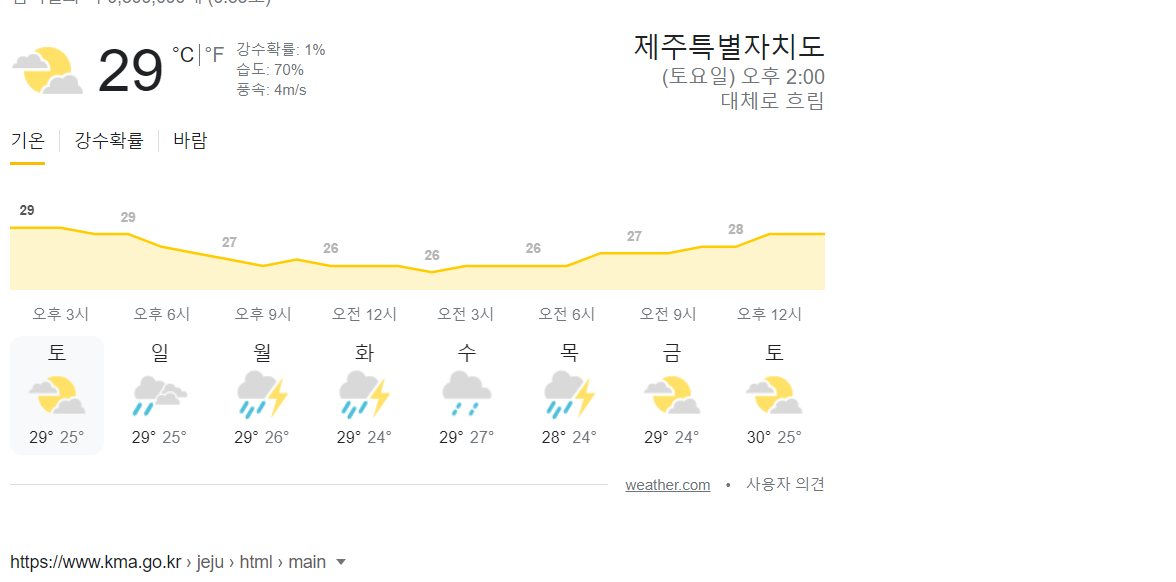 29 °C | °F
강수확률: 1%
습도: 70%
풍속: 4m/s
제주특별자치도
(토요일) 오후 2:00
대체로 흐림
기온 강수확률 바람
29 29 27 26 26 26 27 28
오후 3시 오후 6시 오후 9시 오전 12시 오전 3시 오전 6시 오전 9시 오후 12시
토 일 월 화 수 목 금 토
29° 25° 29° 25° 29° 26° 29° 24° 29° 27° 28° 24° 29° 24° 30° 25°
weather.com • 사용자 의견
https://www.kma.go.kr › jeju › html › main